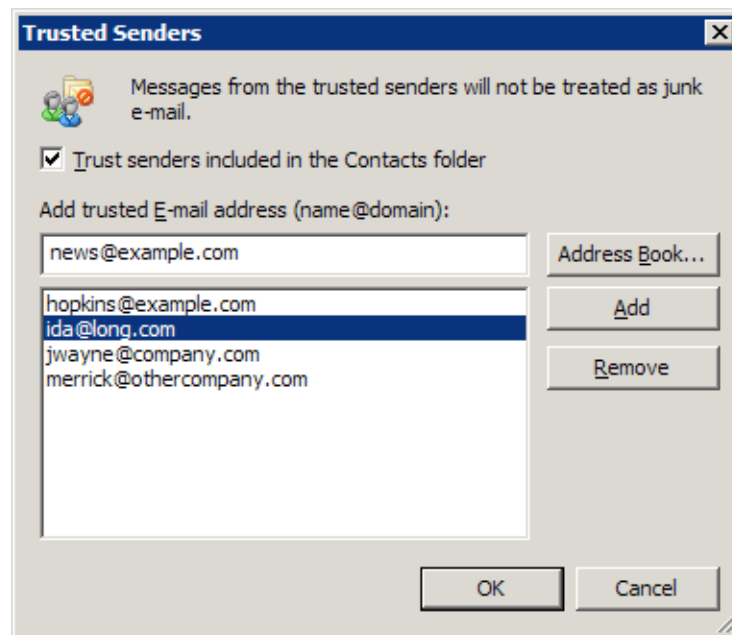 Trusted Senders
Messages from the trusted senders will not be treated as junk
e-mail.
Trust senders included in the Contacts folder
Add trusted E-mail address (name@domain):
news@example.com
Address Book...
hopkins@example.com
Add
ida@long.com
jwayne@company.com
Remove
merrick@othercompany.com
OK
Cancel